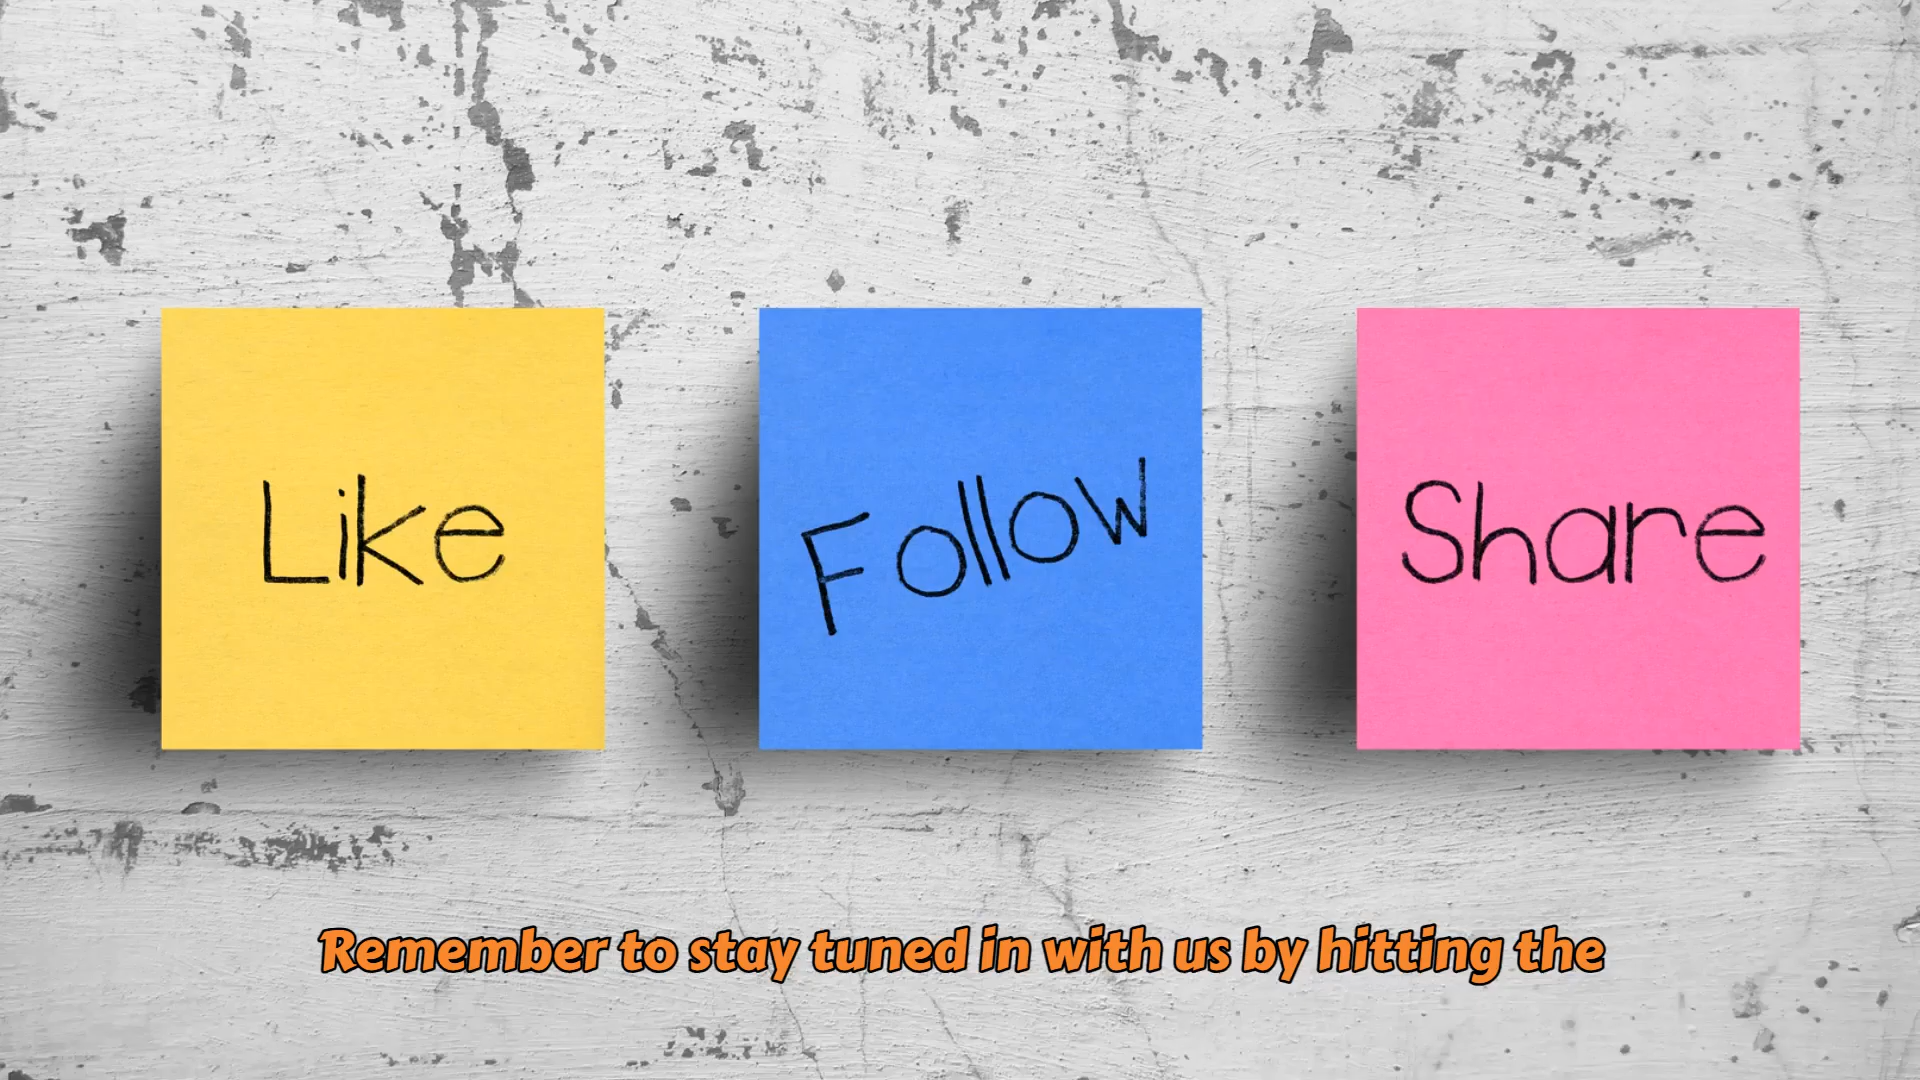 Like
Follow
Share
Remember to stay tuned in with us by hitting the